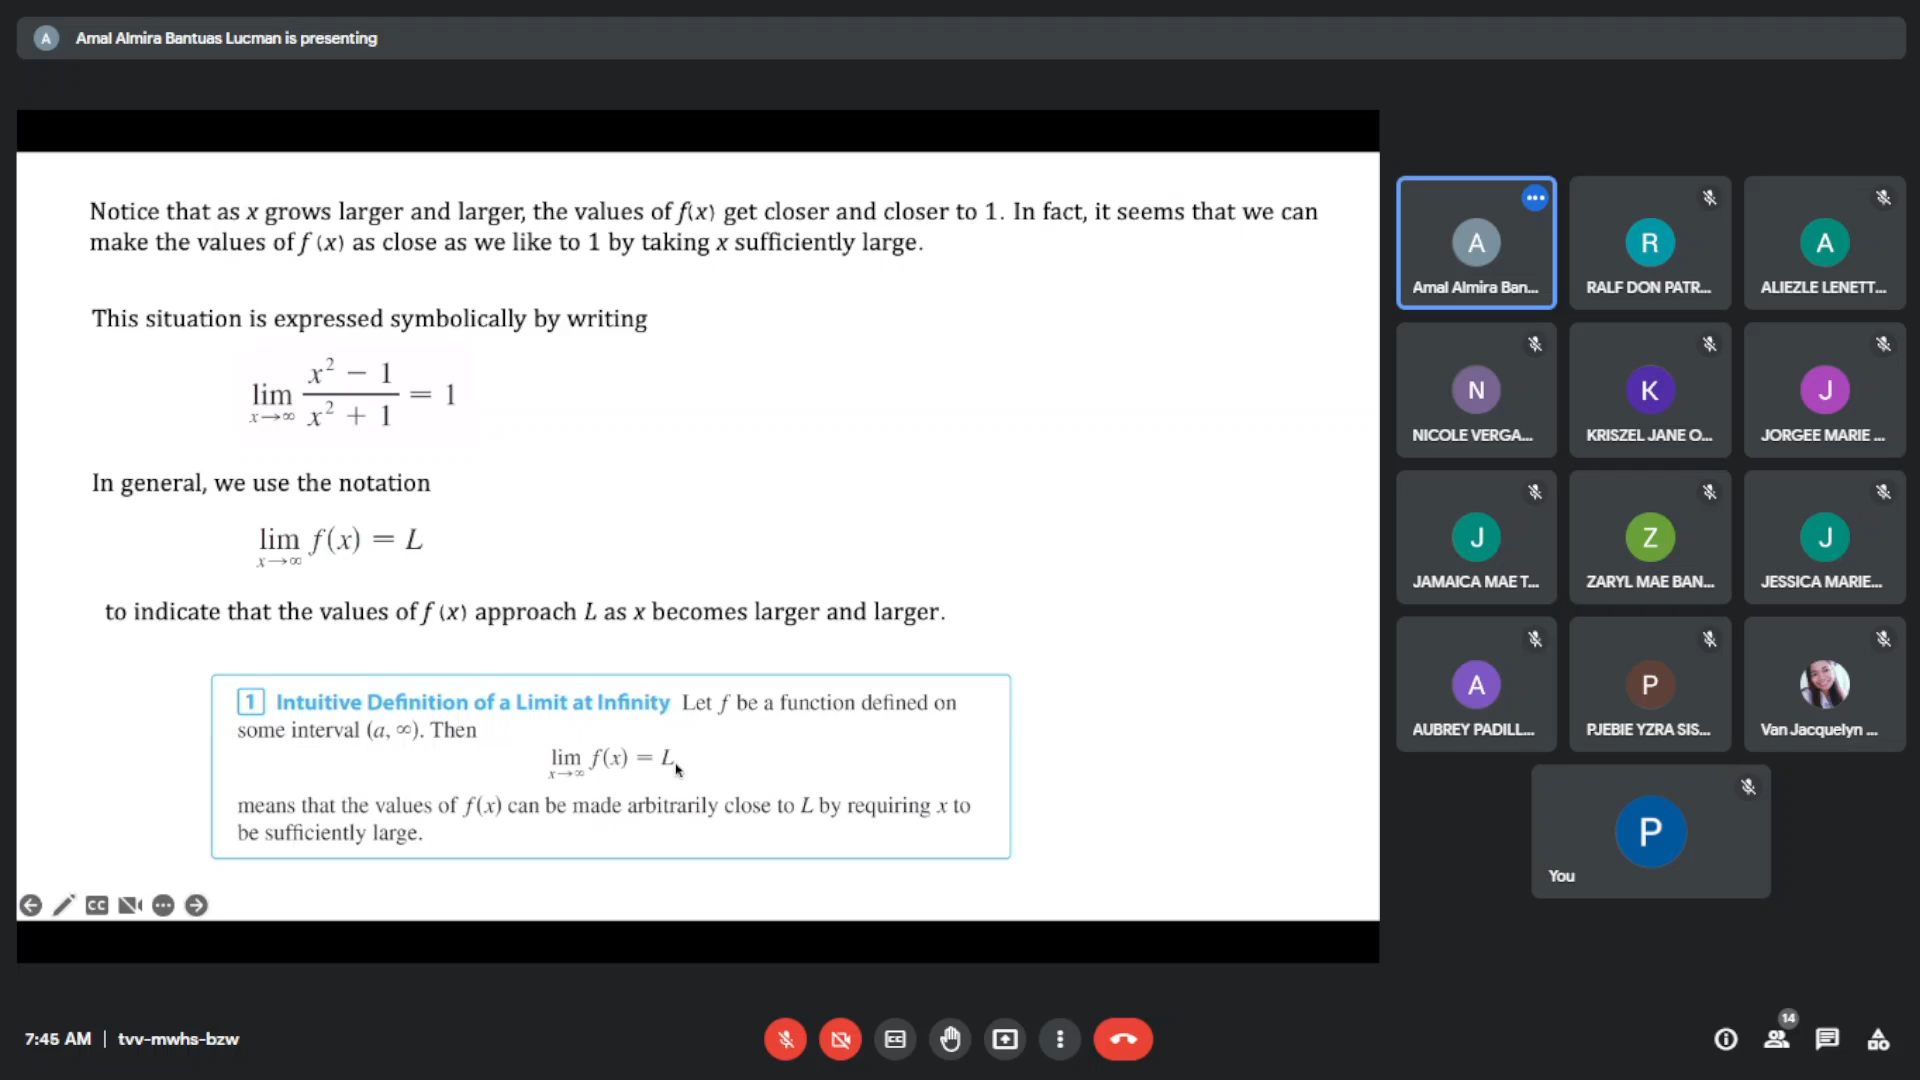 A Amal Almira Bantuas Lucman is presenting
Notice that as x grows larger and larger, the values of f(x) get closer and closer to 1. In fact, it seems that we can
make the values of f (x) as close as we like to 1 by taking x sufficiently large.
This situation is expressed symbolically by writing
lim x→∞ (x² − 1)/(x² + 1) = 1
In general, we use the notation
lim x→∞ f(x) = L
to indicate that the values of f (x) approach L as x becomes larger and larger.
1 Intuitive Definition of a Limit at Infinity Let f be a function defined on
some interval (a, ∞). Then
lim x→∞ f(x) = L
means that the values of f(x) can be made arbitrarily close to L by requiring x to
be sufficiently large.
CC
A
Amal Almira Ban...
R
RALF DON PATR...
A
ALIEZLE LENETT...
N
NICOLE VERGA...
K
KRISZEL JANE O...
J
JORGEE MARIE ...
J
JAMAICA MAE T...
Z
ZARYL MAE BAN...
J
JESSICA MARIE...
A
AUBREY PADILL...
P
PJEBIE YZRA SIS...
Van Jacquelyn ...
P
You
7:45 AM | tvv-mwhs-bzw
14